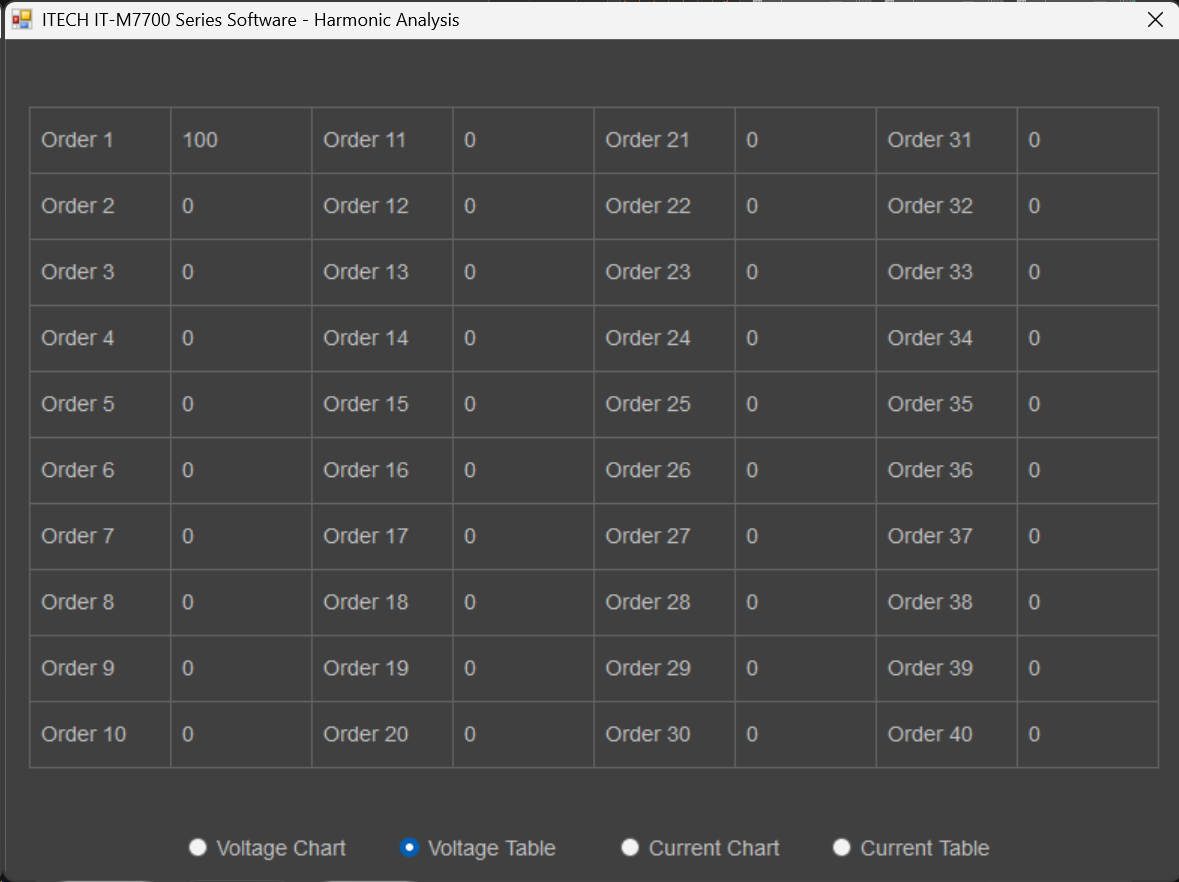 ITECH IT-M7700 Series Software - Harmonic Analysis
Order 1 100 Order 11 0 Order 21 0 Order 31 0
Order 2 0 Order 12 0 Order 22 0 Order 32 0
Order 3 0 Order 13 0 Order 23 0 Order 33 0
Order 4 0 Order 14 0 Order 24 0 Order 34 0
Order 5 0 Order 15 0 Order 25 0 Order 35 0
Order 6 0 Order 16 0 Order 26 0 Order 36 0
Order 7 0 Order 17 0 Order 27 0 Order 37 0
Order 8 0 Order 18 0 Order 28 0 Order 38 0
Order 9 0 Order 19 0 Order 29 0 Order 39 0
Order 10 0 Order 20 0 Order 30 0 Order 40 0
Voltage Chart Voltage Table Current Chart Current Table